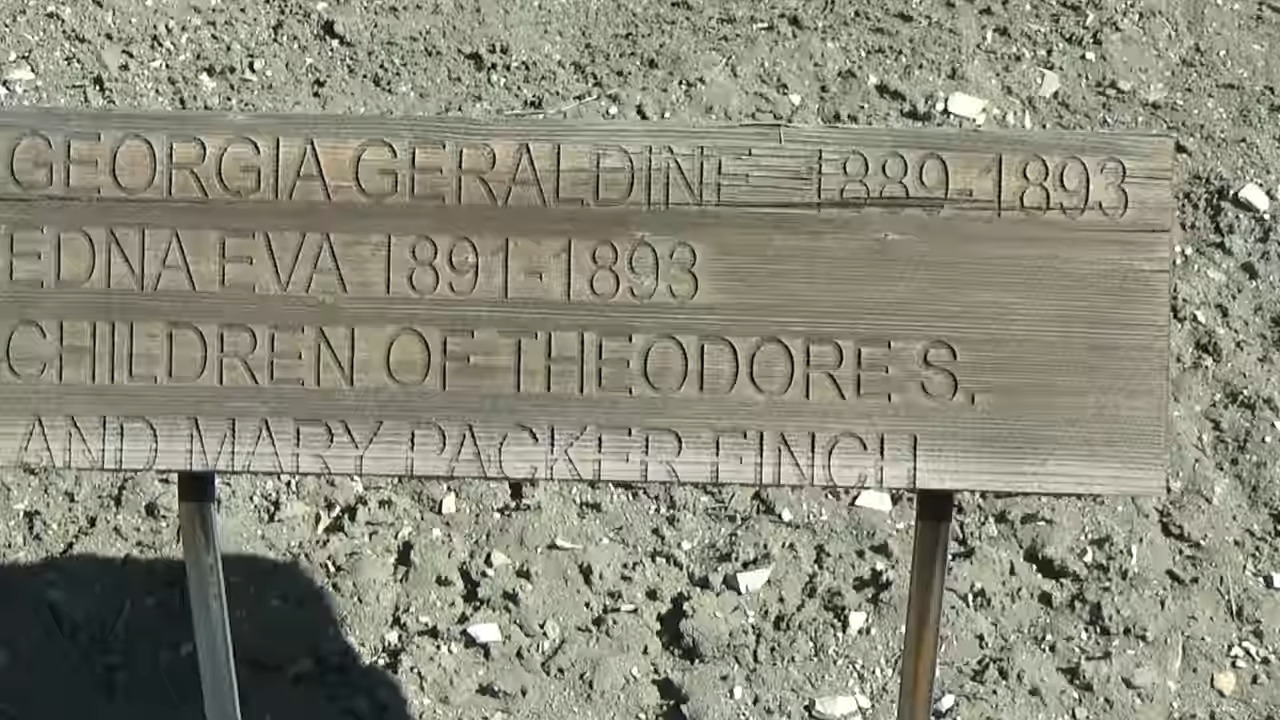 GEORGIA GERALDINE 1889-1893
EDNA EVA 1891-1893
CHILDREN OF THEODORE S.
AND MARY PACKER FINCH